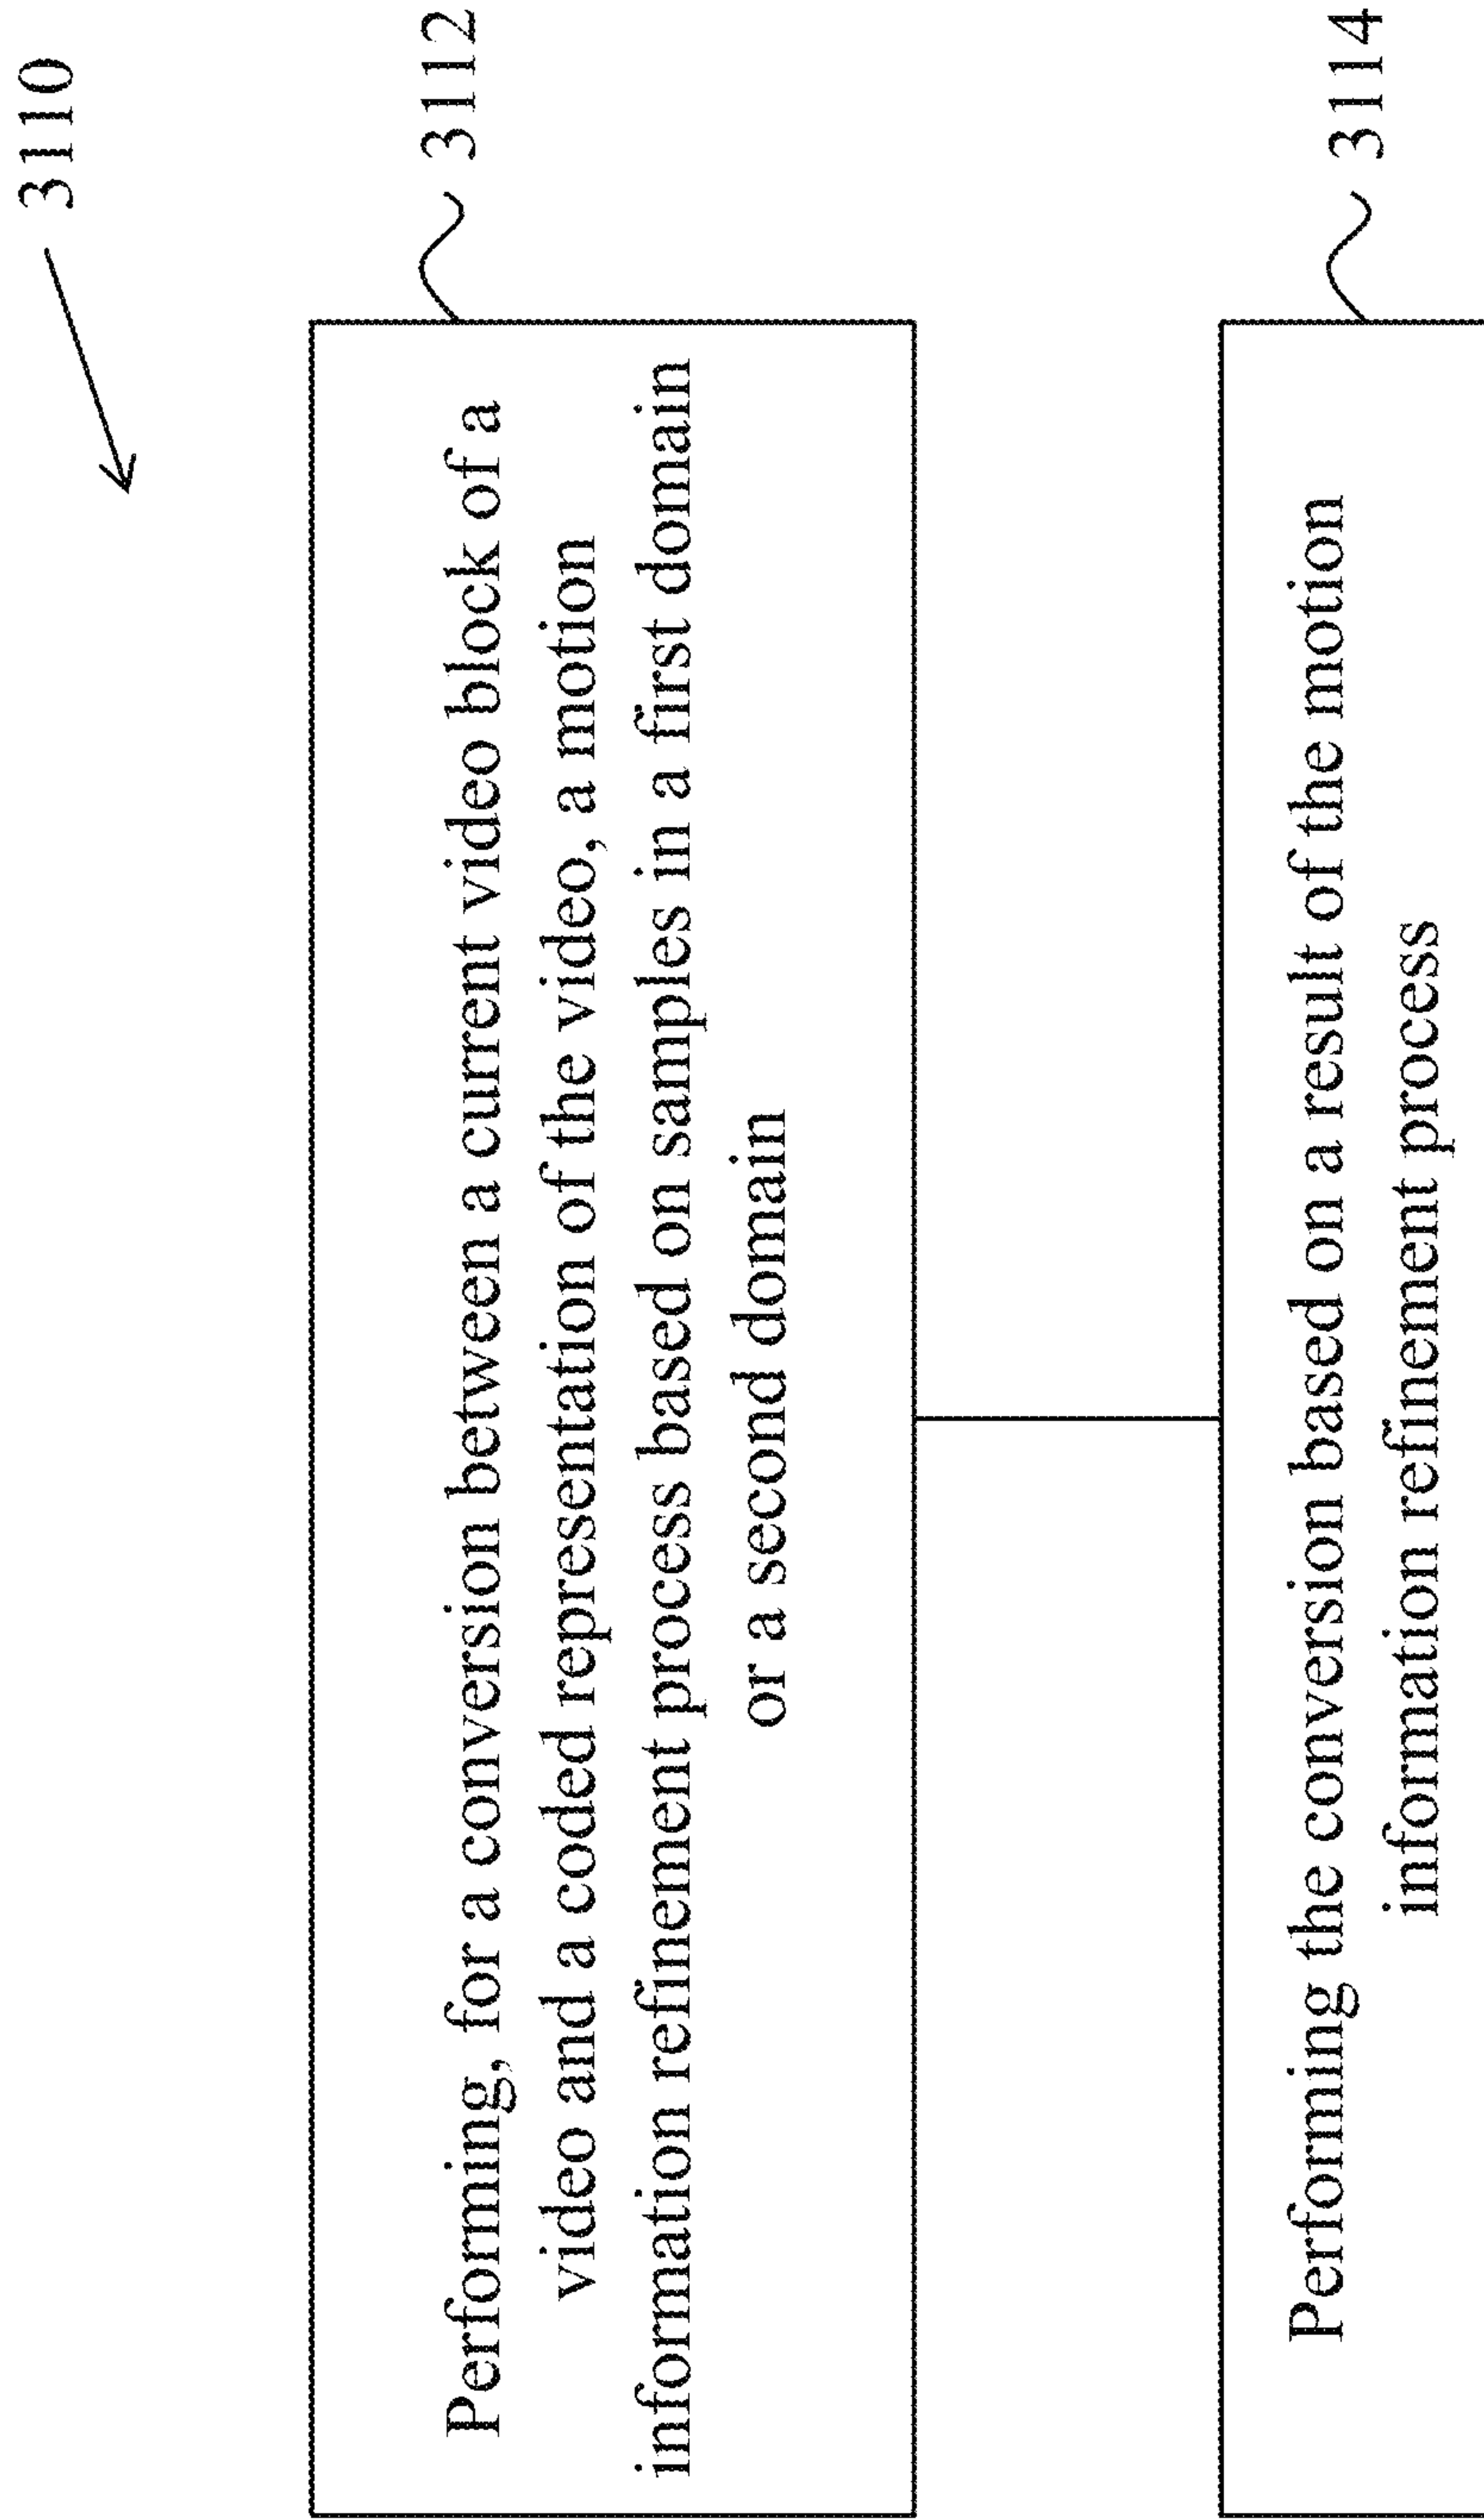 3110
Performing, for a conversion between a current video block of a
video and a coded representation of the video, a motion
information refinement process based on samples in a first domain
or a second domain
3112
Performing the conversion based on a result of the motion
information refinement process
3114